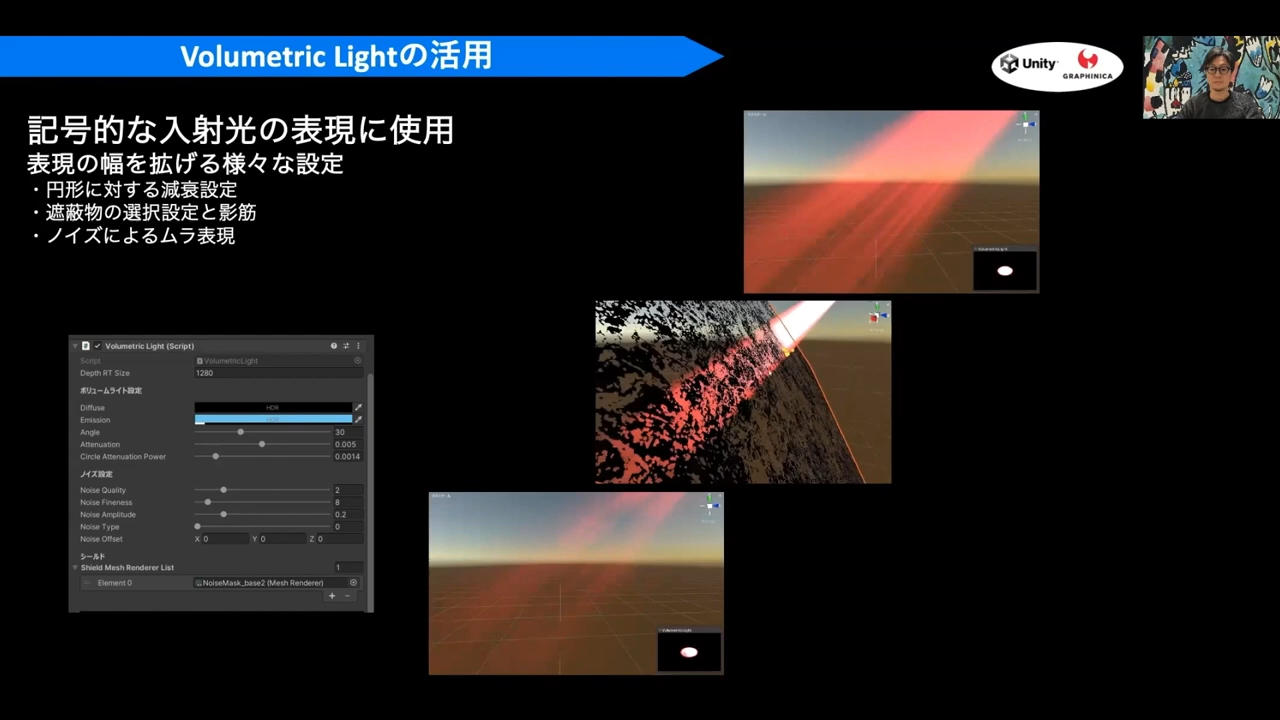 Volumetric Lightの活用
Unity
GRAPHINICA
記号的な入射光の表現に使用
表現の幅を拡げる様々な設定
・円形に対する減衰設定
・遮蔽物の選択設定と影筋
・ノイズによるムラ表現
Volumetric Light (Script)
Script VolumetricLight
Depth RT Size 1280
ボリュームライト設定
Diffuse HDR
Emission
Angle 30
Attenuation 0.005
Circle Attenuation Power 0.0014
ノイズ設定
Noise Quality 2
Noise Fineness 8
Noise Amplitude 0.2
Noise Type 0
Noise Offset X 0 Y 0 Z 0
シールド
Shield Mesh Renderer List 1
Element 0 NoiseMask_base2 (Mesh Renderer)